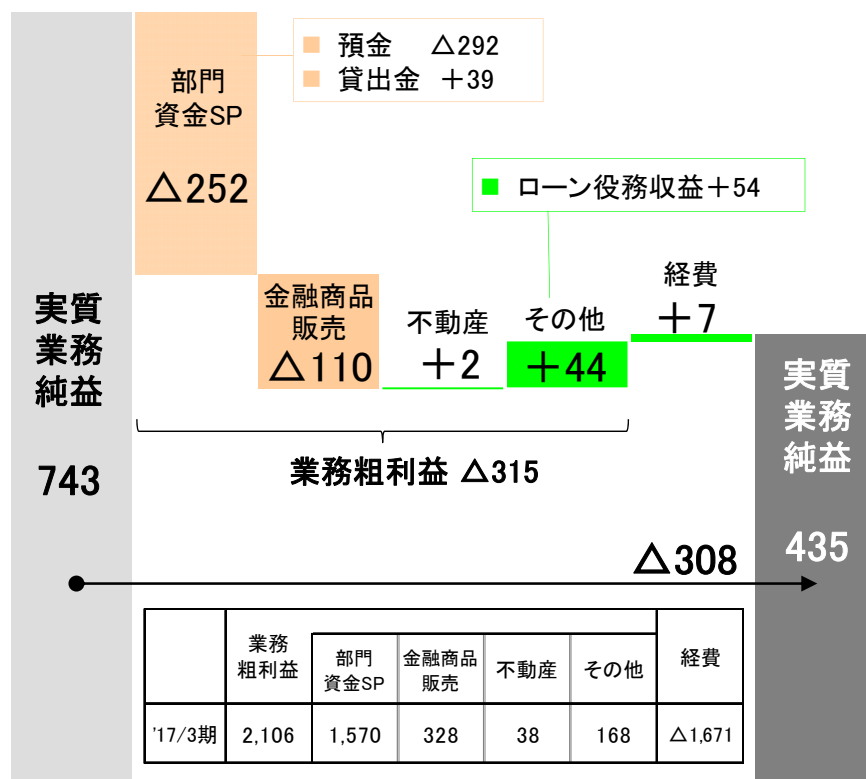 ■ 預金 △292
■ 貸出金 ＋39
部門
資金SP
△252
■ ローン役務収益＋54
金融商品
販売
△110
不動産
＋2
その他
＋44
経費
＋7
実質
業務
純益
743
実質
業務
純益
435
業務粗利益 △315
△308
業務
粗利益
部門
資金SP
金融商品
販売
不動産
その他
経費
'17/3期 2,106 1,570 328 38 168 △1,671